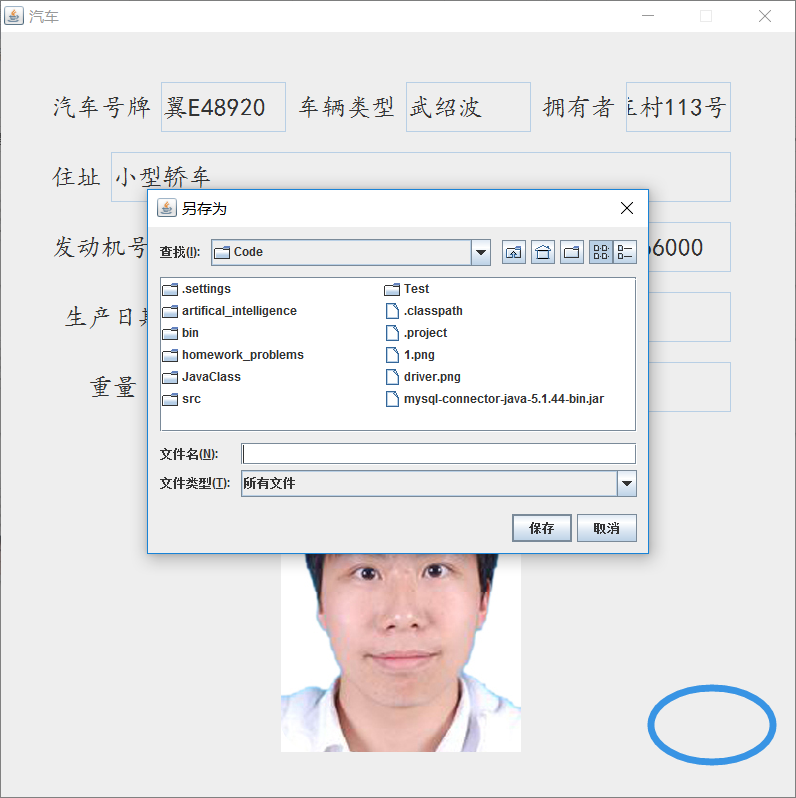 汽车
汽车号牌 翼E48920 车辆类型 武绍波 拥有者 村113号
住址 小型轿车
另存为
发动机号 6000
查找(I): Code
.settings
artifical_intelligence
bin
homework_problems
JavaClass
src
Test
.classpath
.project
1.png
driver.png
mysql-connector-java-5.1.44-bin.jar
生产日期
重量
文件名(N):
文件类型(T): 所有文件
保存 取消